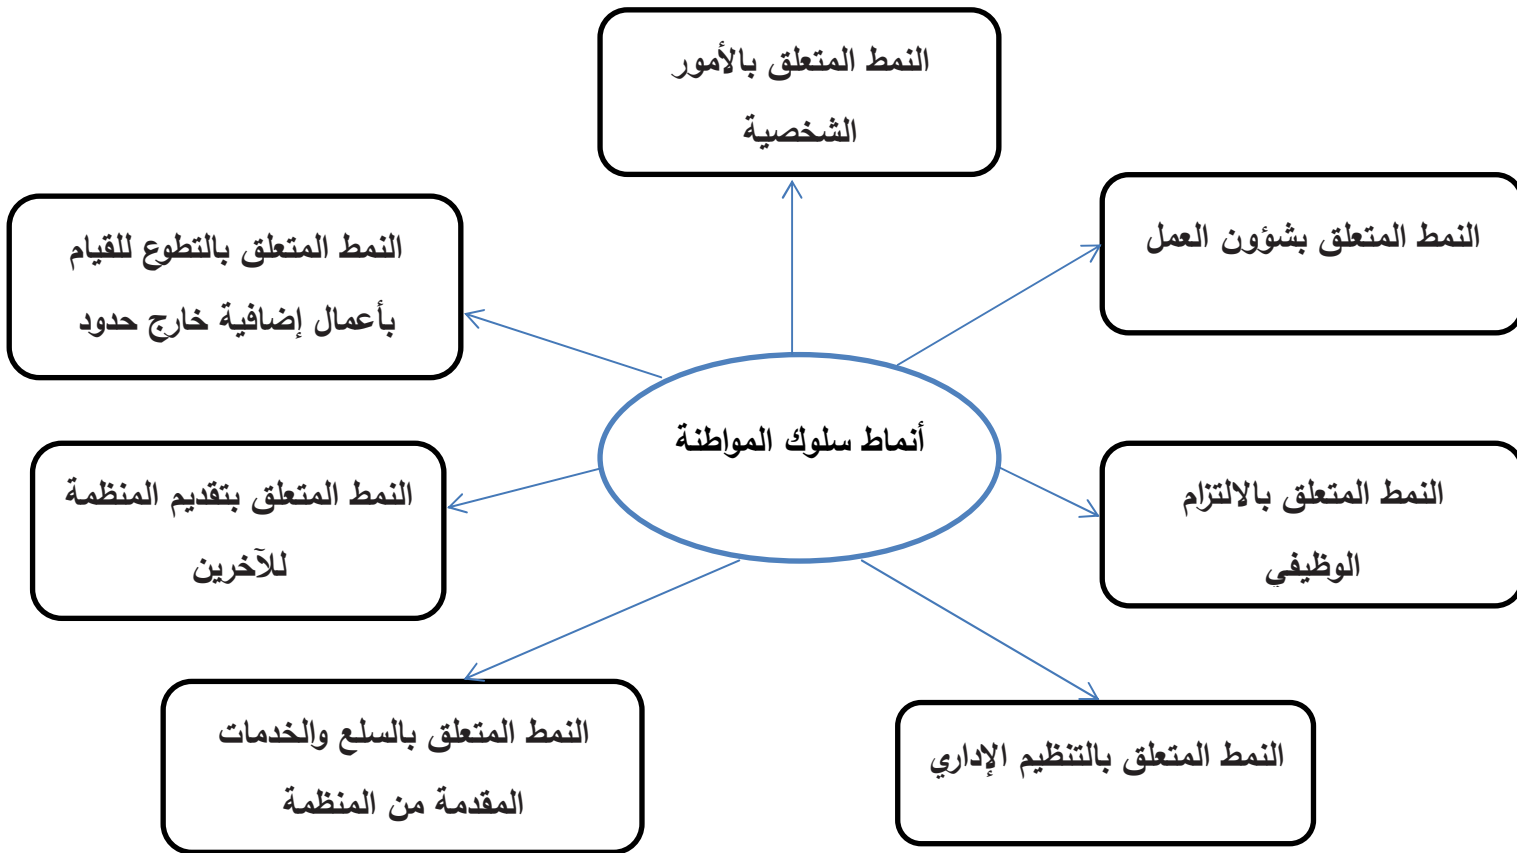 النمط المتعلق بالأمور
الشخصية
النمط المتعلق بشؤون العمل
النمط المتعلق بالتطوع للقيام
بأعمال إضافية خارج حدود
أنماط سلوك المواطنة
النمط المتعلق بالالتزام
الوظيفي
النمط المتعلق بتقديم المنظمة
للآخرين
النمط المتعلق بالسلع والخدمات
المقدمة من المنظمة
النمط المتعلق بالتنظيم الإداري